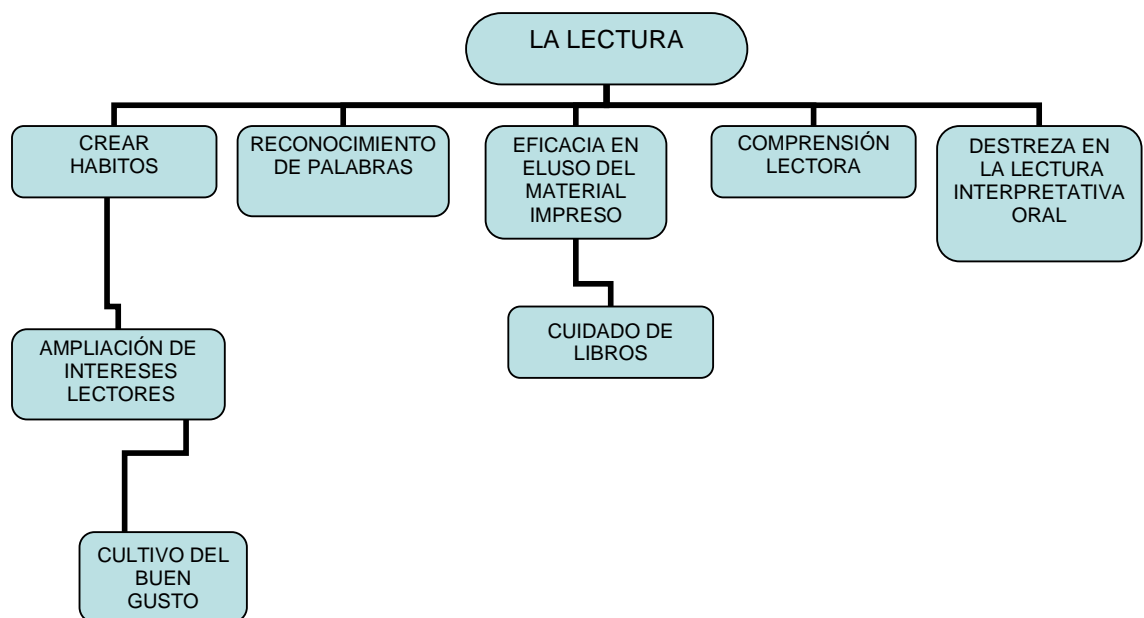 LA LECTURA
CREAR
HABITOS
RECONOCIMIENTO
DE PALABRAS
EFICACIA EN
ELUSO DEL
MATERIAL
IMPRESO
COMPRENSIÓN
LECTORA
DESTREZA EN
LA LECTURA
INTERPRETATIVA
ORAL
AMPLIACIÓN DE
INTERESES
LECTORES
CUIDADO DE
LIBROS
CULTIVO DEL
BUEN
GUSTO